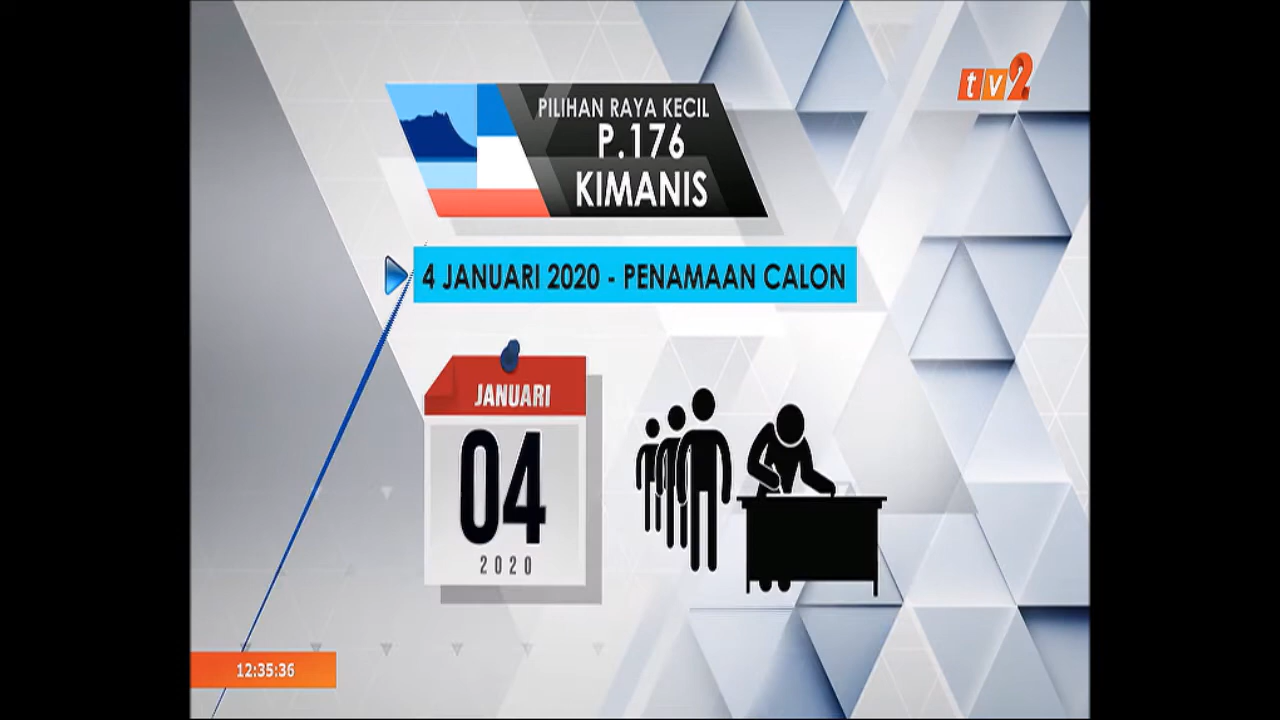 tv2
PILIHAN RAYA KECIL
P.176
KIMANIS
4 JANUARI 2020 - PENAMAAN CALON
JANUARI
04
2020
12:35:36